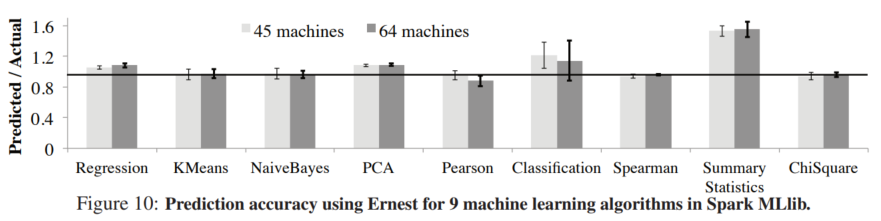 Predicted / Actual
1.6
1.2
0.8
0.4
0
45 machines 64 machines
Regression KMeans NaiveBayes PCA Pearson Classification Spearman Summary Statistics ChiSquare
Figure 10: Prediction accuracy using Ernest for 9 machine learning algorithms in Spark MLlib.